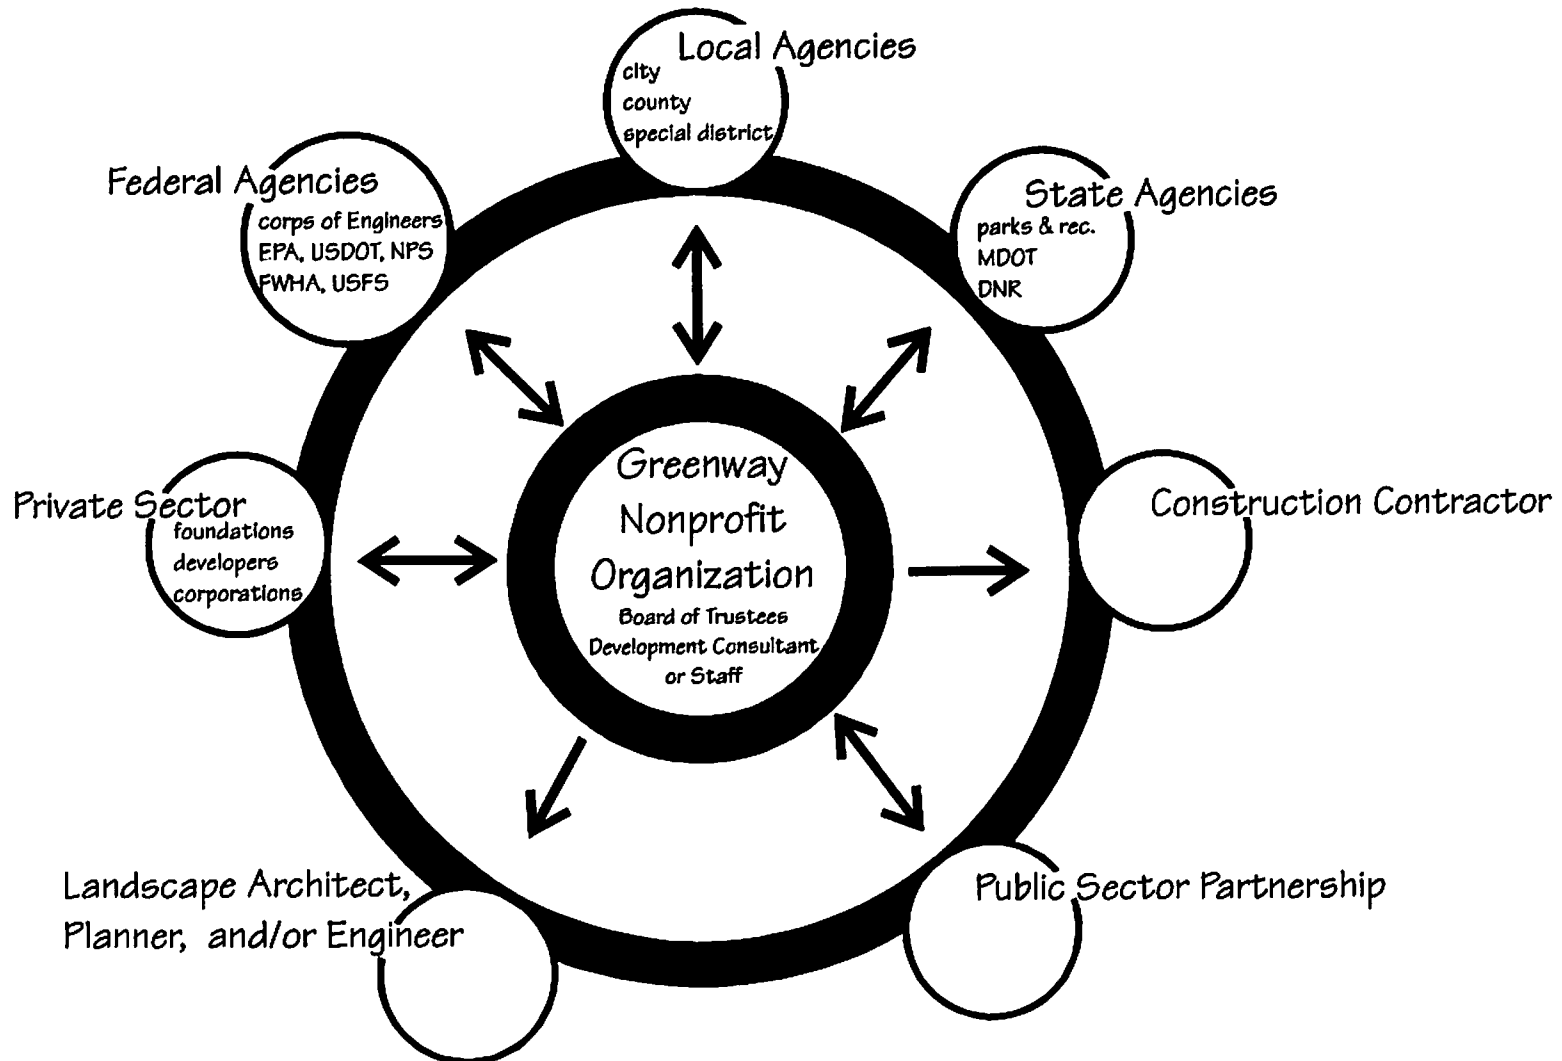 Local Agencies
city
county
special district
Federal Agencies
corps of Engineers
EPA, USDOT, NPS
FWHA, USFS
State Agencies
parks & rec.
MDOT
DNR
Private Sector
foundations
developers
corporations
Greenway
Nonprofit
Organization
Board of Trustees
Development Consultant
or Staff
Construction Contractor
Landscape Architect,
Planner, and/or Engineer
Public Sector Partnership